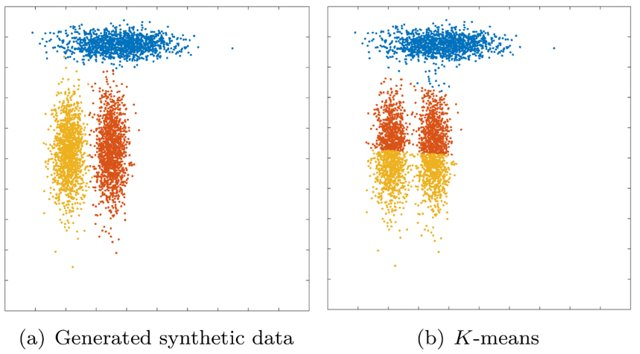 (a) Generated synthetic data
(b) K-means